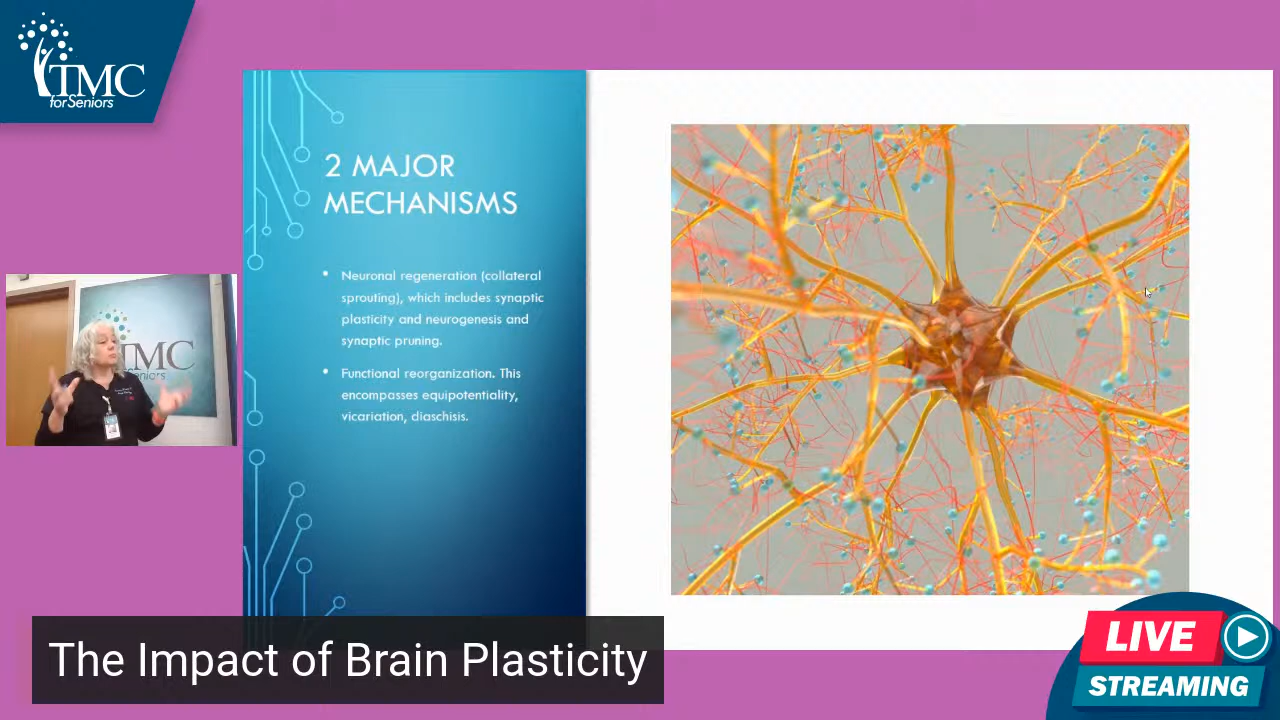 TMC
for Seniors
2 MAJOR
MECHANISMS
Neuronal regeneration (collateral
sprouting), which includes synaptic
plasticity and neurogenesis and
synaptic pruning.
Functional reorganization. This
encompasses equipotentiality,
vicariation, diaschisis.
TMC
The Impact of Brain Plasticity
LIVE
STREAMING